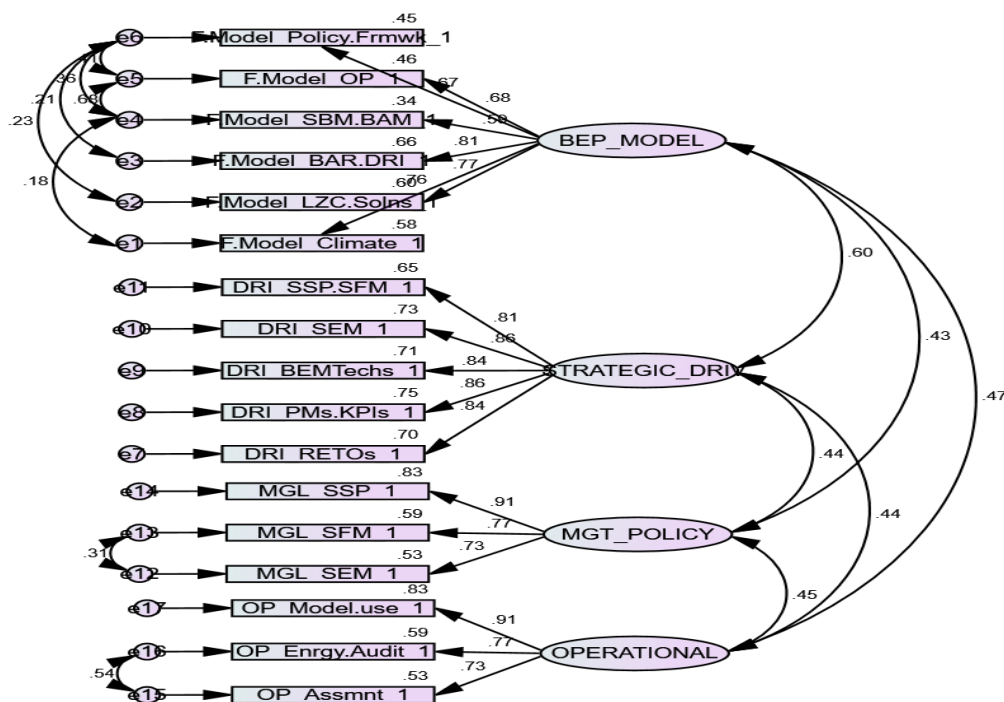 .45
e6
F.Model_Policy.Frmwk_1
.46
e5
F.Model_OP_1
.67
.68
.36
.34
.21
.68
e4
F.Model_SBM.BAM_1
.59
BEP_MODEL
.23
.66
.81
e3
F.Model_BAR.DRI_1
.77
.18
.60
.76
e2
F.Model_LZC.Solns_1
.58
e1
F.Model_Climate_1
.60
.65
e11
DRI_SSP.SFM_1
.73
.81
e10
DRI_SEM_1
.86
.43
.71
e9
DRI_BEMTechs_1
.84
STRATEGIC_DRIV
.75
.86
.47
e8
DRI_PMs.KPIs_1
.84
.70
e7
DRI_RETOs_1
.44
.83
e14
MGL_SSP_1
.91
.44
.59
e13
MGL_SFM_1
.77
MGT_POLICY
.31
.53
.73
e12
MGL_SEM_1
.83
e17
OP_Model.use_1
.91
.45
.59
e16
OP_Enrgy.Audit_1
.77
OPERATIONAL
.54
.53
.73
e15
OP_Assmnt_1